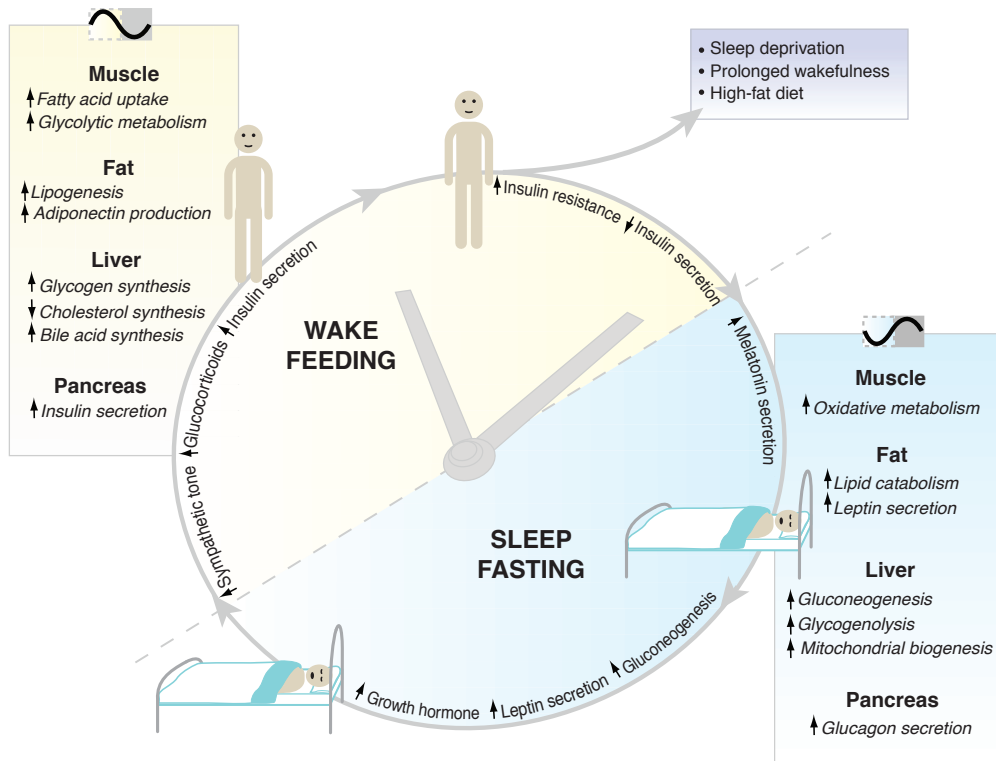 Muscle
↑Fatty acid uptake
↑Glycolytic metabolism
Fat
↑Lipogenesis
↑Adiponectin production
Liver
↑Glycogen synthesis
↓Cholesterol synthesis
↑Bile acid synthesis
Pancreas
↑Insulin secretion
• Sleep deprivation
• Prolonged wakefulness
• High-fat diet
↑Sympathetic tone
↑Glucocorticoids
↑Insulin secretion
↑Insulin resistance
↓Insulin secretion
WAKE
FEEDING
↑Melatonin secretion
SLEEP
FASTING
↑Gluconeogenesis
↑Leptin secretion
↑Growth hormone
Muscle
↑Oxidative metabolism
Fat
↑Lipid catabolism
↑Leptin secretion
Liver
↑Gluconeogenesis
↑Glycogenolysis
↑Mitochondrial biogenesis
Pancreas
↑Glucagon secretion